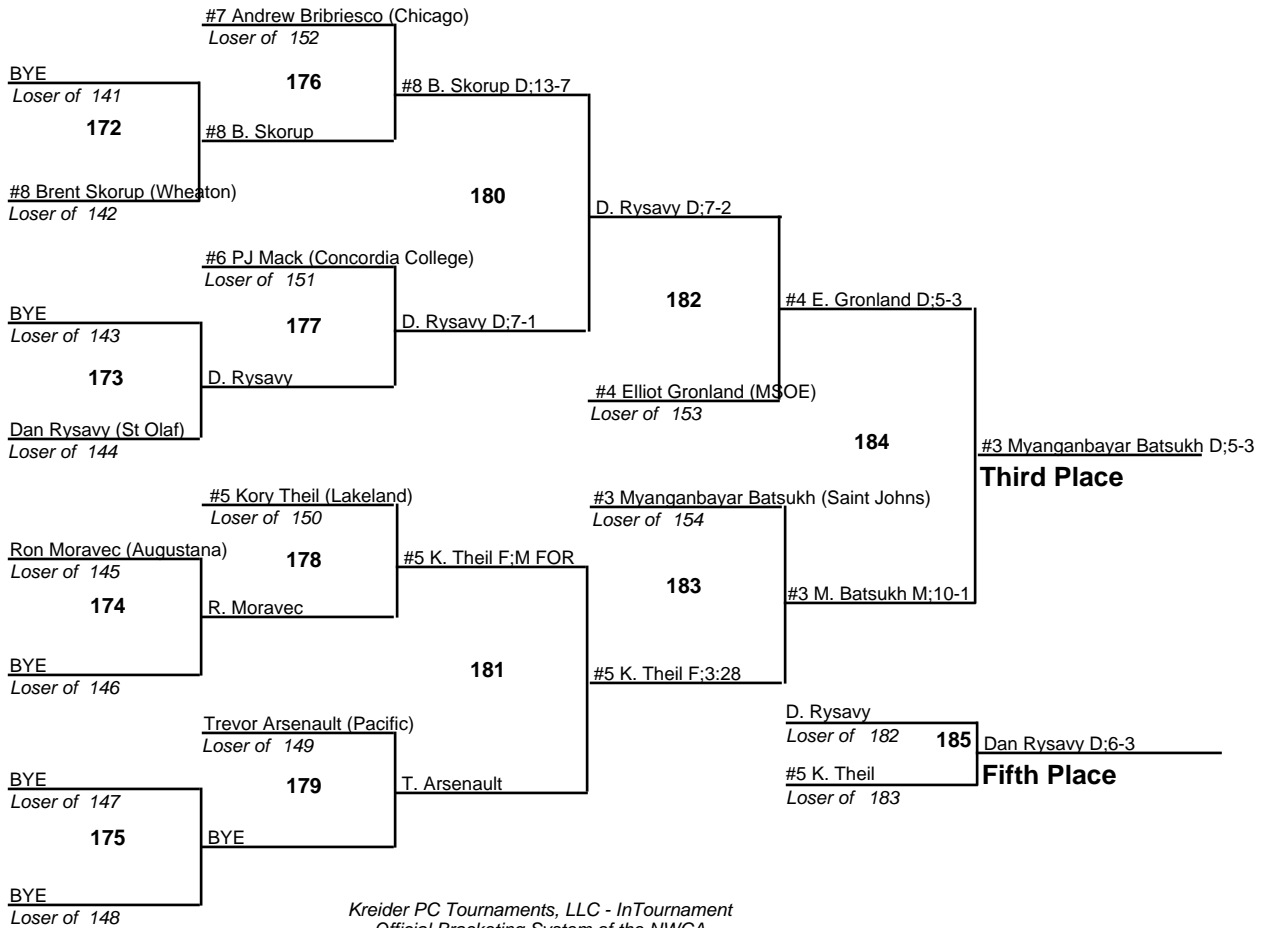 #7 Andrew Bribriesco (Chicago)
Loser of 152
BYE
Loser of 141
176
#8 B. Skorup D;13-7
172
#8 B. Skorup
#8 Brent Skorup (Wheaton)
Loser of 142
180
D. Rysavy D;7-2
#6 PJ Mack (Concordia College)
Loser of 151
BYE
Loser of 143
177
D. Rysavy D;7-1
182
#4 E. Gronland D;5-3
173
D. Rysavy
#4 Elliot Gronland (MSOE)
Loser of 153
Dan Rysavy (St Olaf)
Loser of 144
184
#3 Myanganbayar Batsukh D;5-3
Third Place
#5 Kory Theil (Lakeland)
Loser of 150
#3 Myanganbayar Batsukh (Saint Johns)
Loser of 154
Ron Moravec (Augustana)
Loser of 145
178
#5 K. Theil F;M FOR
183
#3 M. Batsukh M;10-1
174
R. Moravec
BYE
Loser of 146
181
#5 K. Theil F;3:28
Trevor Arsenault (Pacific)
Loser of 149
D. Rysavy
Loser of 182
185
Dan Rysavy D;6-3
Fifth Place
#5 K. Theil
Loser of 183
BYE
Loser of 147
179
T. Arsenault
175
BYE
BYE
Loser of 148
Kreider PC Tournaments, LLC - InTournament
Official Bracketing System of the NWCA